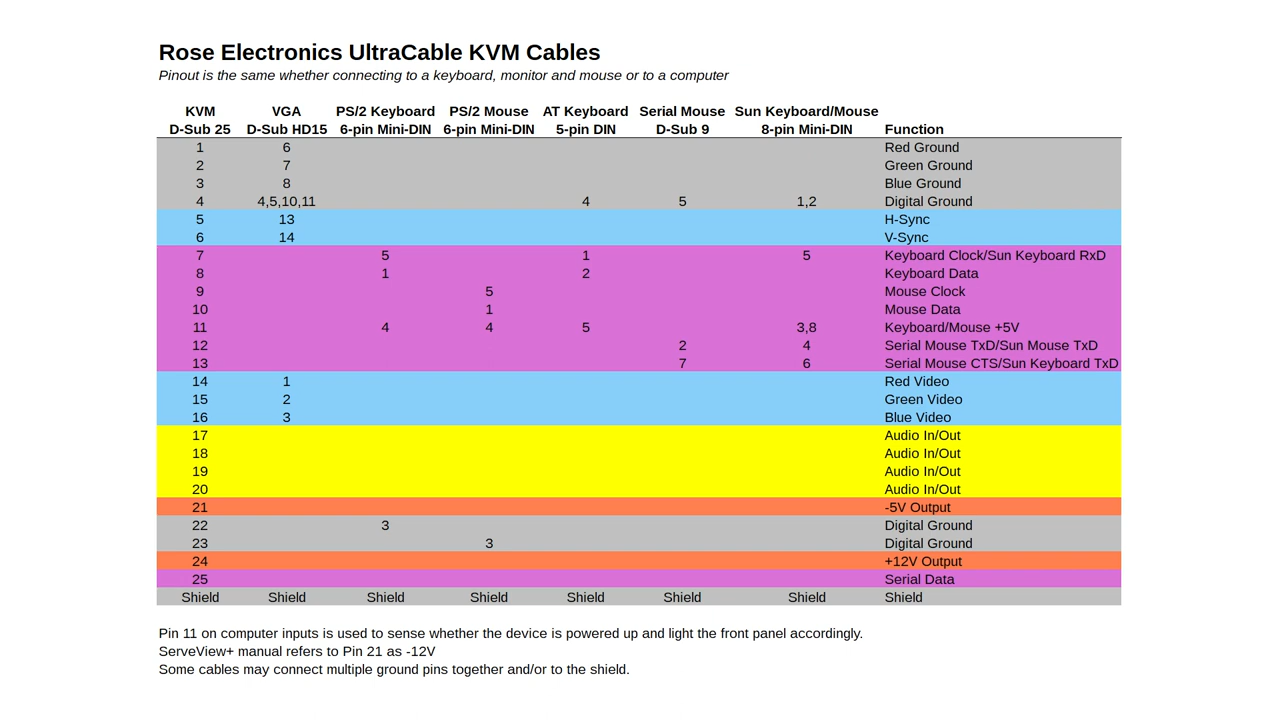 Rose Electronics UltraCable KVM Cables
Pinout is the same whether connecting to a keyboard, monitor and mouse or to a computer
KVM VGA PS/2 Keyboard PS/2 Mouse AT Keyboard Serial Mouse Sun Keyboard/Mouse
D-Sub 25 D-Sub HD15 6-pin Mini-DIN 6-pin Mini-DIN 5-pin DIN D-Sub 9 8-pin Mini-DIN Function
1 6 Red Ground
2 7 Green Ground
3 8 Blue Ground
4 4,5,10,11 4 5 1,2 Digital Ground
5 13 H-Sync
6 14 V-Sync
7 5 1 5 Keyboard Clock/Sun Keyboard RxD
8 1 2 Keyboard Data
9 5 Mouse Clock
10 1 Mouse Data
11 4 4 5 3,8 Keyboard/Mouse +5V
12 2 4 Serial Mouse TxD/Sun Mouse TxD
13 7 6 Serial Mouse CTS/Sun Keyboard TxD
14 1 Red Video
15 2 Green Video
16 3 Blue Video
17 Audio In/Out
18 Audio In/Out
19 Audio In/Out
20 Audio In/Out
21 -5V Output
22 3 Digital Ground
23 3 Digital Ground
24 +12V Output
25 Serial Data
Shield Shield Shield Shield Shield Shield Shield Shield
Pin 11 on computer inputs is used to sense whether the device is powered up and light the front panel accordingly.
ServeView+ manual refers to Pin 21 as -12V
Some cables may connect multiple ground pins together and/or to the shield.